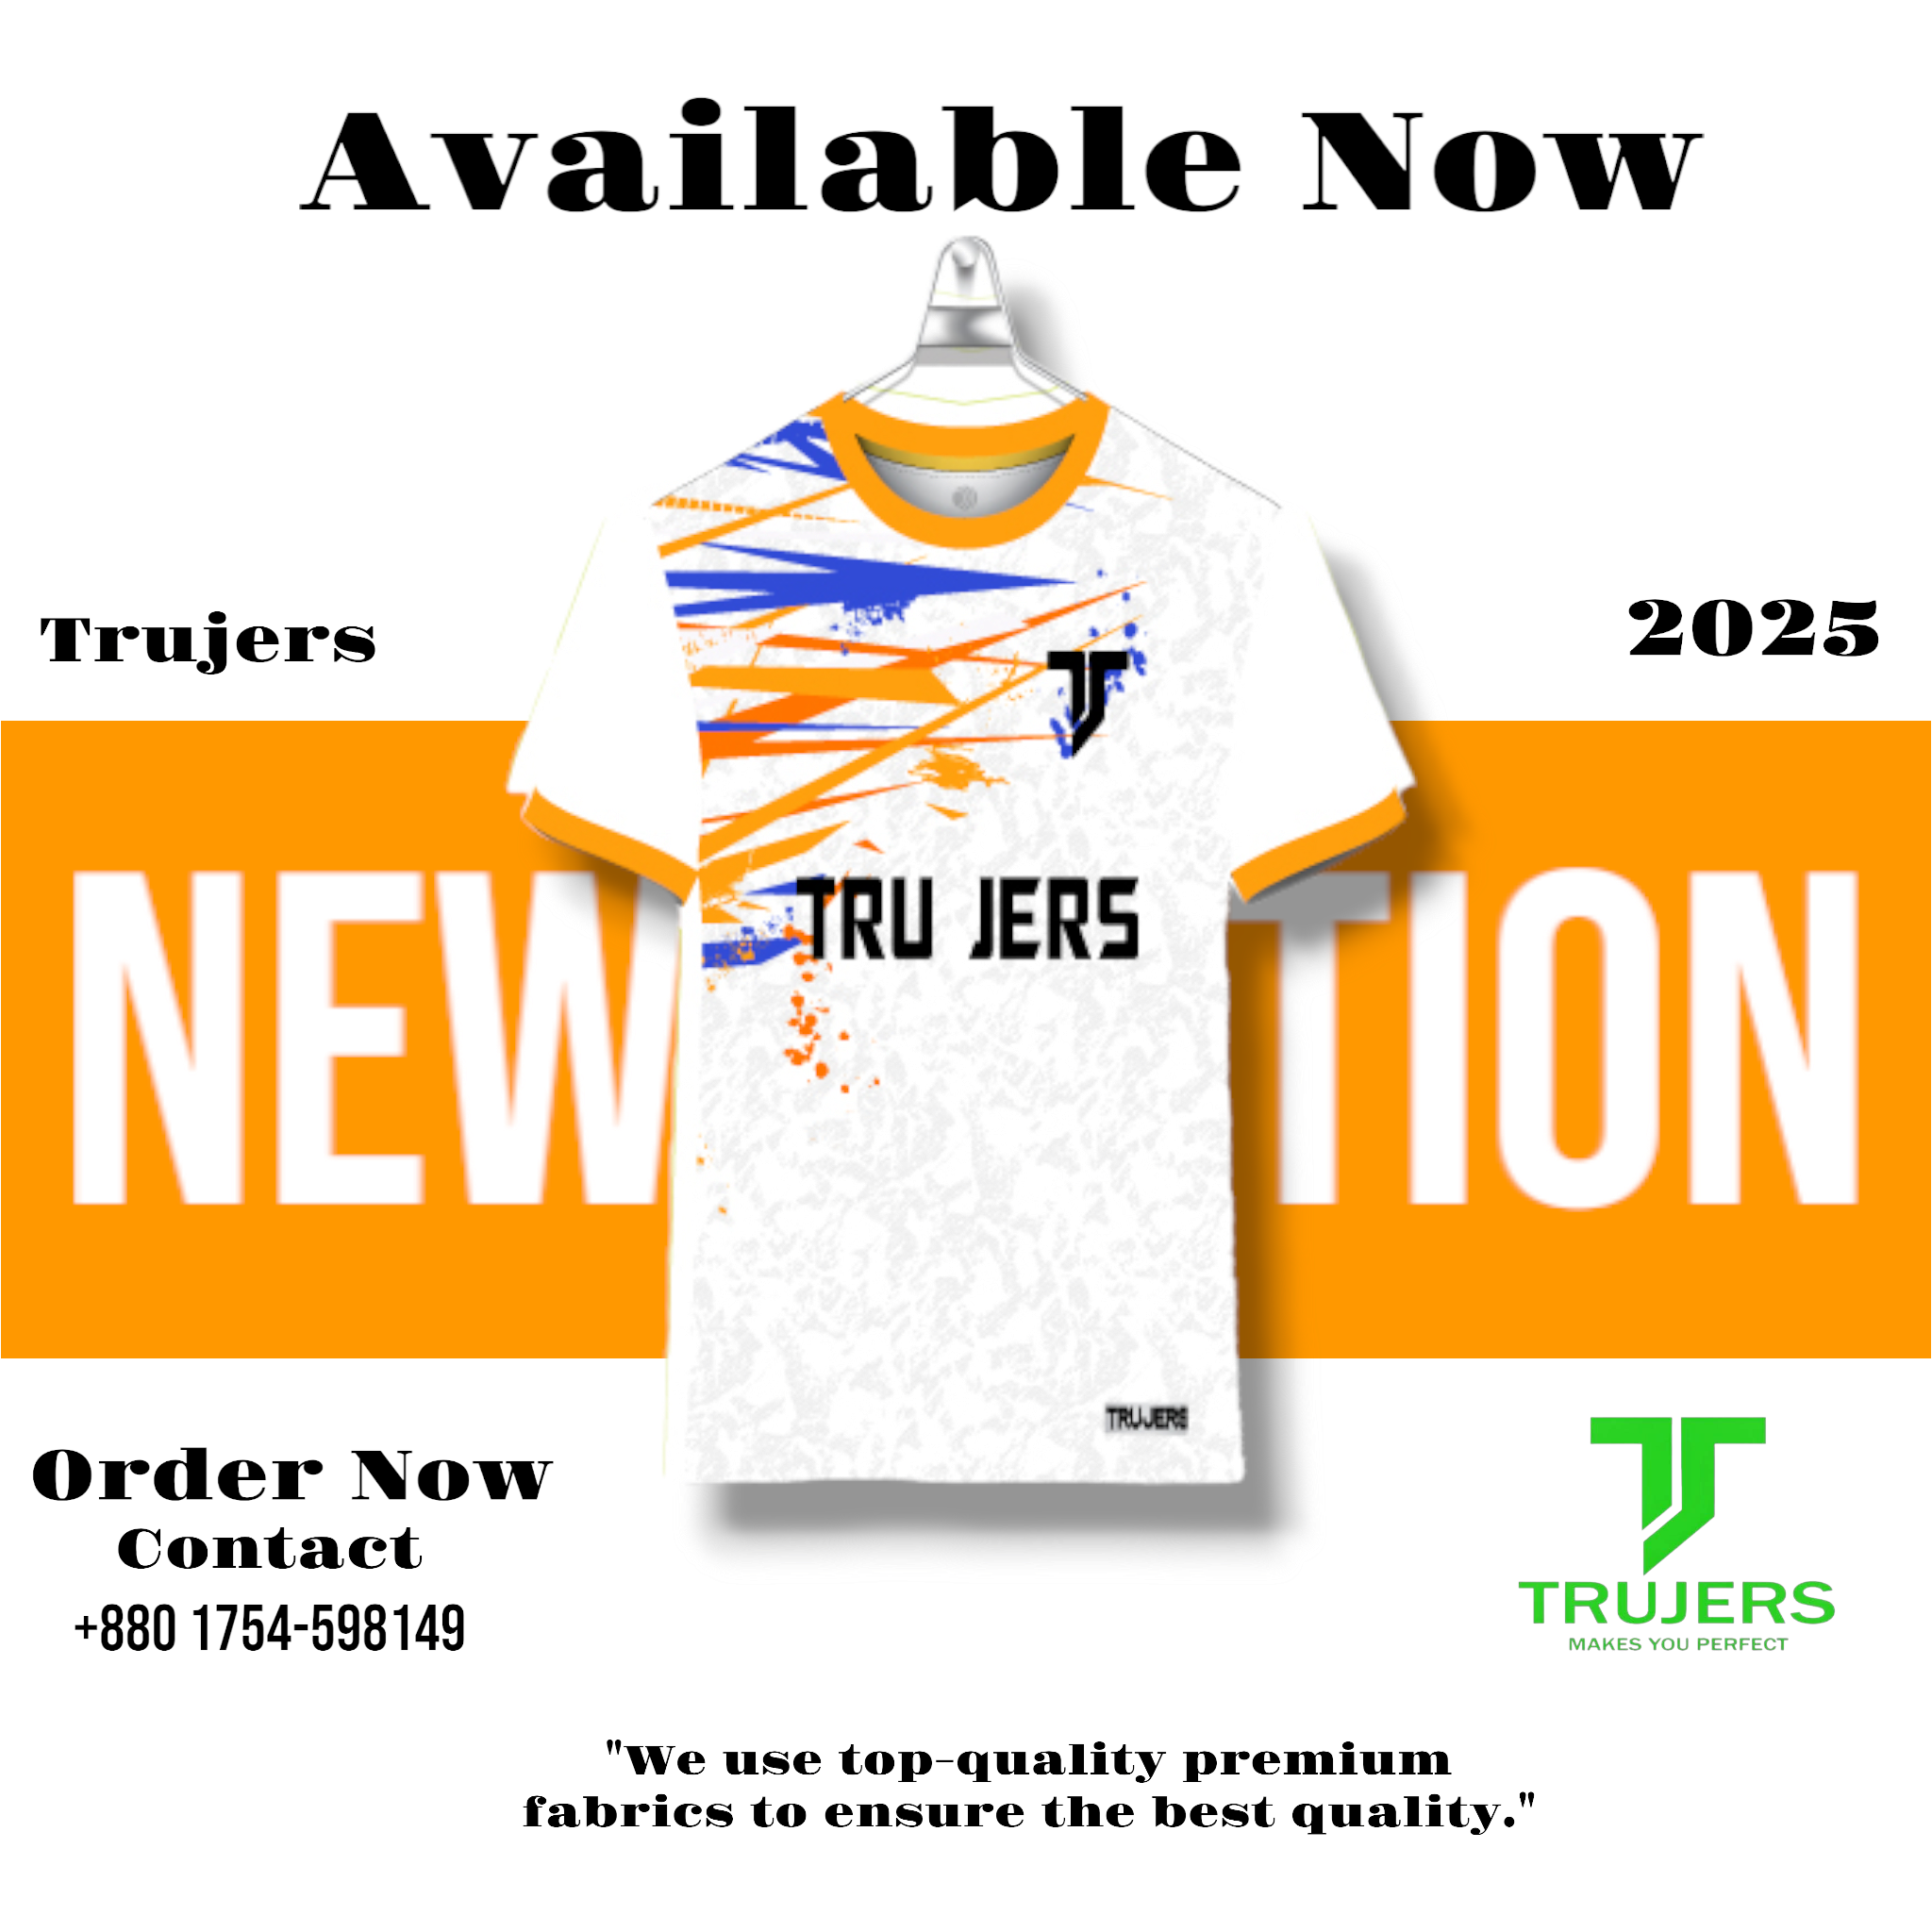 Available Now
Trujers
2025
TRU JERS
NEW TION
TRUJERS
Order Now
Contact
+880 1754-598149
TRUJERS
MAKES YOU PERFECT
"We use top-quality premium
fabrics to ensure the best quality."